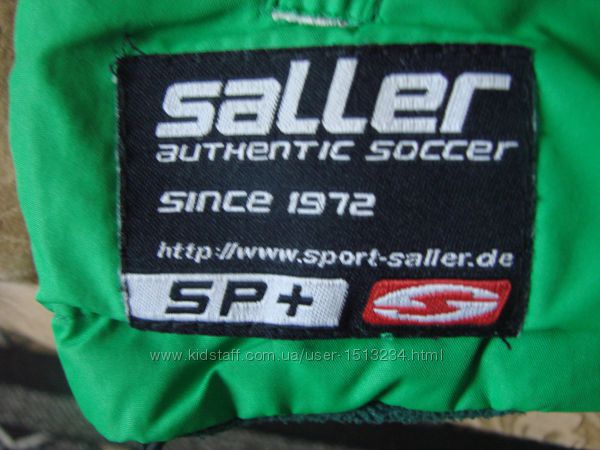 saller
AUTHENTIC SOCCER
SINCE 1972
http://www.sport-saller.de
SP+
www.kidstaff.com.ua/user-1513234.html